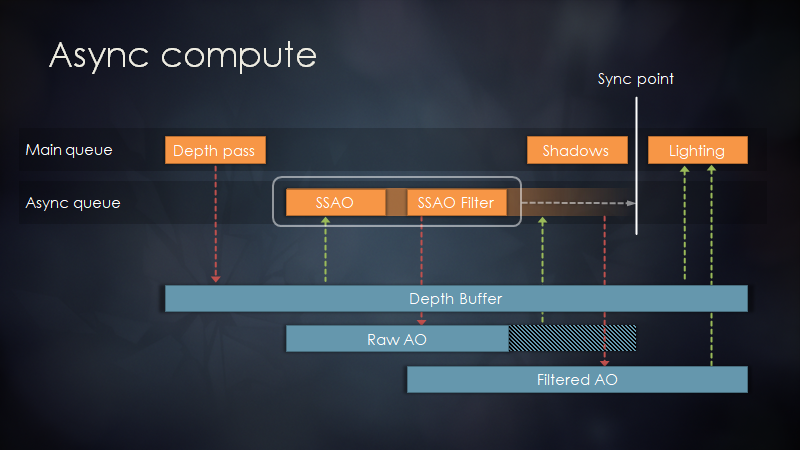 Async compute
Sync point
Main queue
Depth pass
Shadows
Lighting
Async queue
SSAO
SSAO Filter
Depth Buffer
Raw AO
Filtered AO